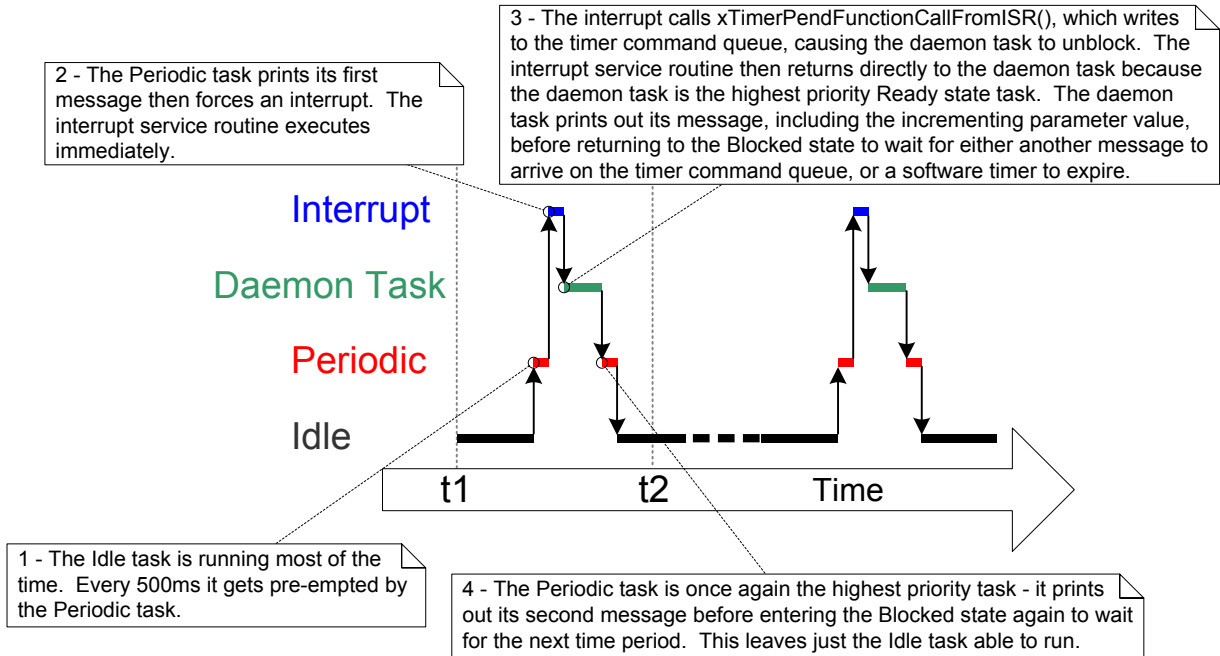 3 - The interrupt calls xTimerPendFunctionCallFromISR(), which writes
to the timer command queue, causing the daemon task to unblock. The
interrupt service routine then returns directly to the daemon task because
the daemon task is the highest priority Ready state task. The daemon
task prints out its message, including the incrementing parameter value,
before returning to the Blocked state to wait for either another message to
arrive on the timer command queue, or a software timer to expire.
2 - The Periodic task prints its first
message then forces an interrupt. The
interrupt service routine executes
immediately.
Interrupt
Daemon Task
Periodic
Idle
t1
t2
Time
1 - The Idle task is running most of the
time. Every 500ms it gets pre-empted by
the Periodic task.
4 - The Periodic task is once again the highest priority task - it prints
out its second message before entering the Blocked state again to wait
for the next time period. This leaves just the Idle task able to run.